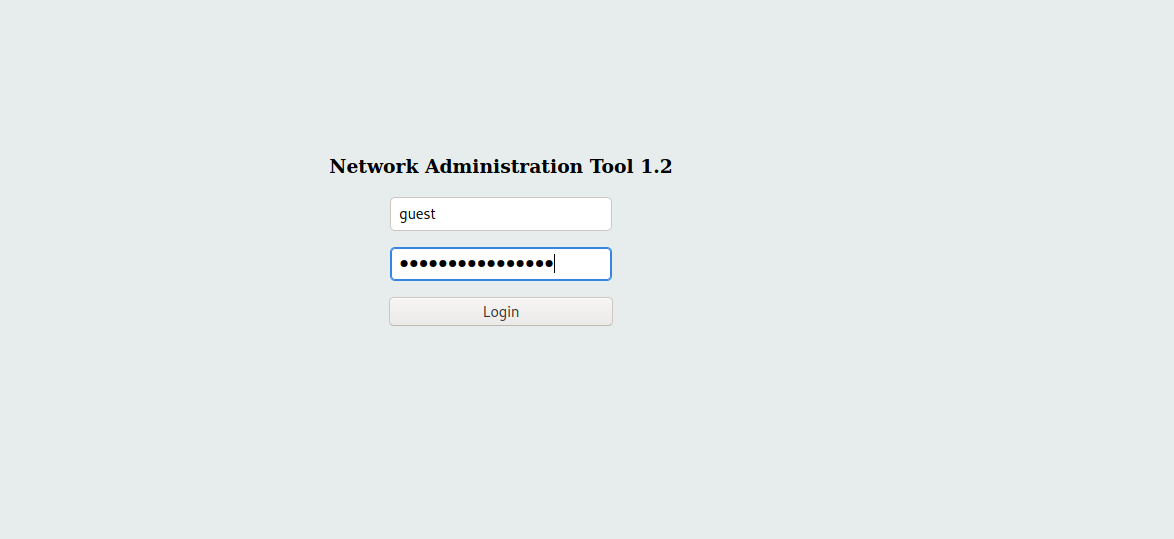 Network Administration Tool 1.2
guest
••••••••••••••••
Login